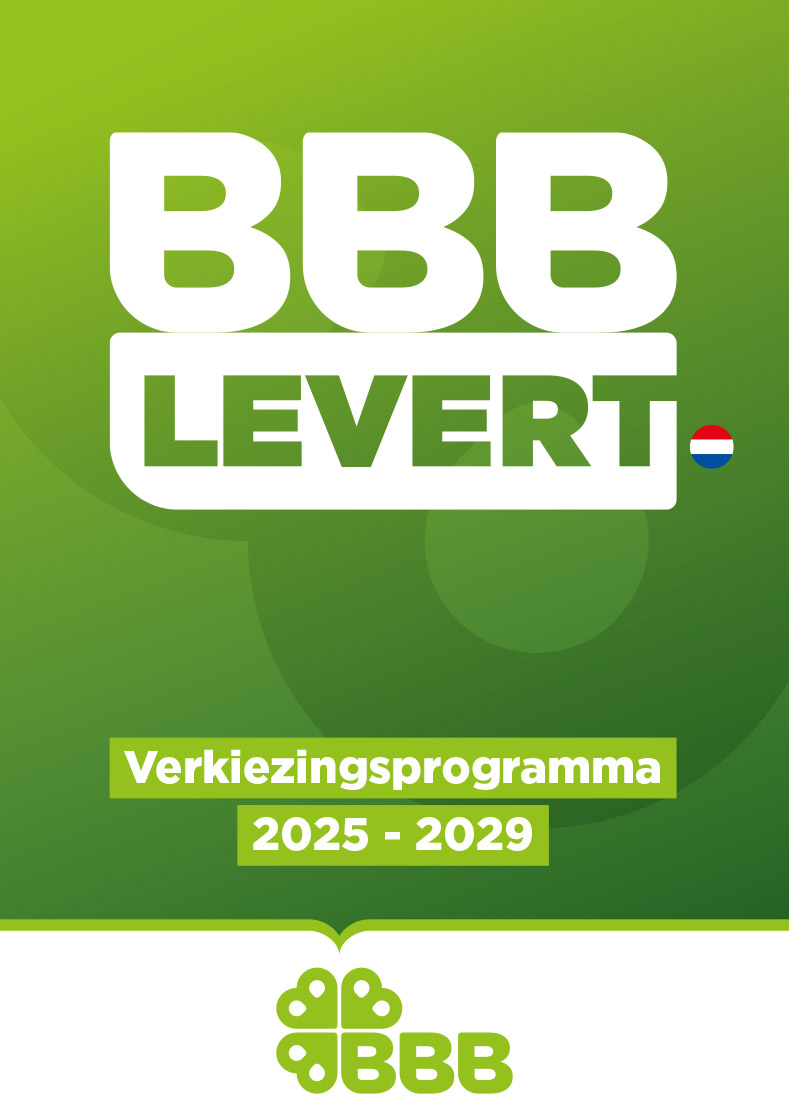 BBB
LEVERT.
Verkiezingsprogramma
2025 - 2029
BBB